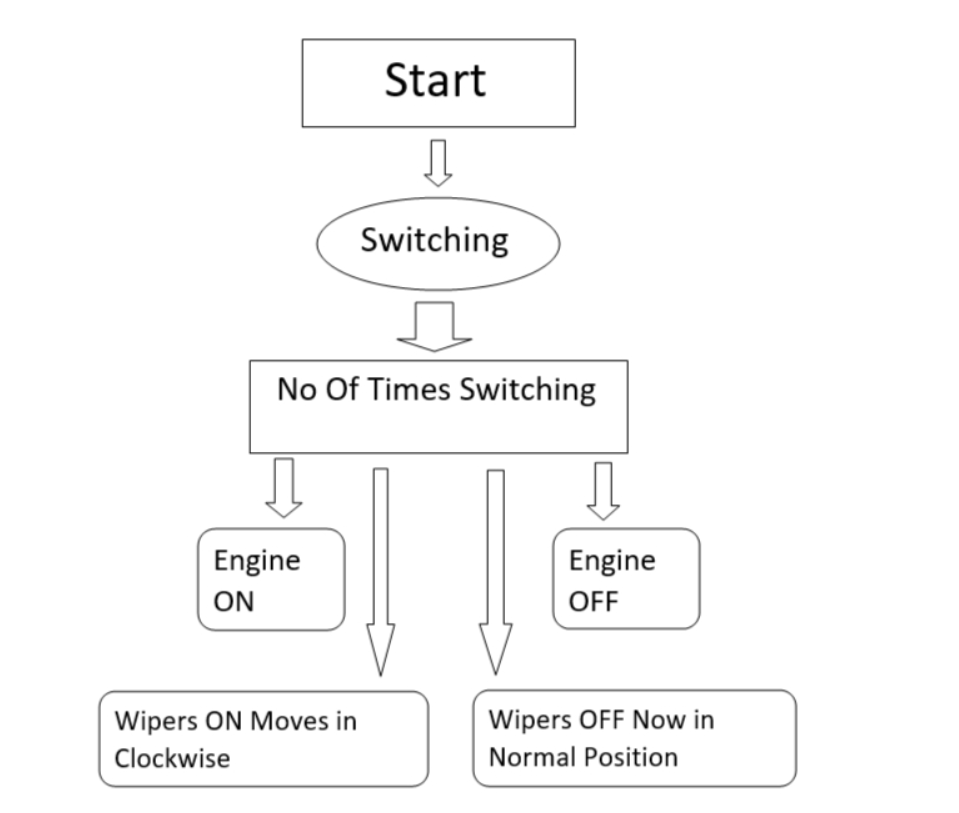 Start
Switching
No Of Times Switching
Engine
ON
Engine
OFF
Wipers ON Moves in
Clockwise
Wipers OFF Now in
Normal Position